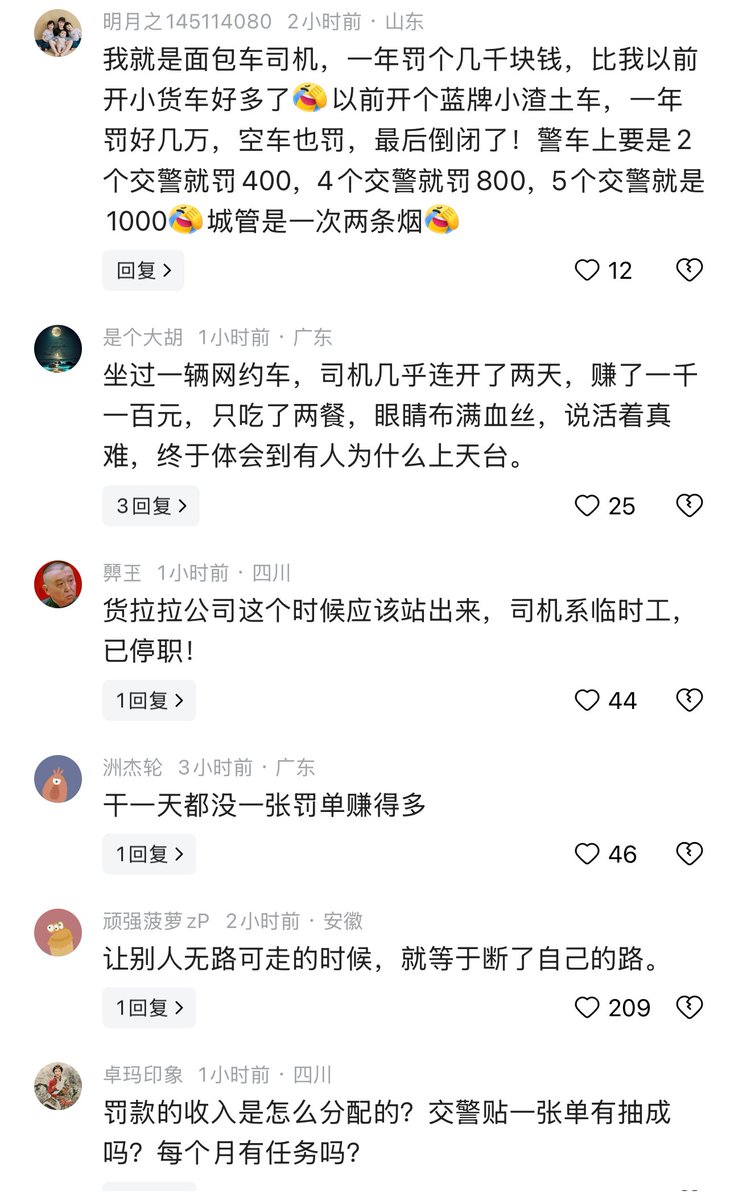 明月之145114080 2小时前 · 山东
我就是面包车司机，一年罚个几千块钱，比我以前
开小货车好多了🤣以前开个蓝牌小渣土车，一年
罚好几万，空车也罚，最后倒闭了！警车上要是2
个交警就罚400，4个交警就罚800，5个交警就是
1000🤣城管是一次两条烟🤣
回复 >
12
是个大胡 1小时前 · 广东
坐过一辆网约车，司机几乎连开了两天，赚了一千
一百元，只吃了两餐，眼睛布满血丝，说活着真
难，终于体会到有人为什么上天台。
3回复 >
25
1小时前 · 四川
货拉拉公司这个时候应该站出来，司机系临时工，
已停职！
1回复 >
44
洲杰轮 3小时前 · 广东
干一天都没一张罚单赚得多
1回复 >
46
顽强菠萝zP 2小时前 · 安徽
让别人无路可走的时候，就等于断了自己的路。
1回复 >
209
卓玛印象 1小时前 · 四川
罚款的收入是怎么分配的？交警贴一张单有抽成
吗？每个月有任务吗？